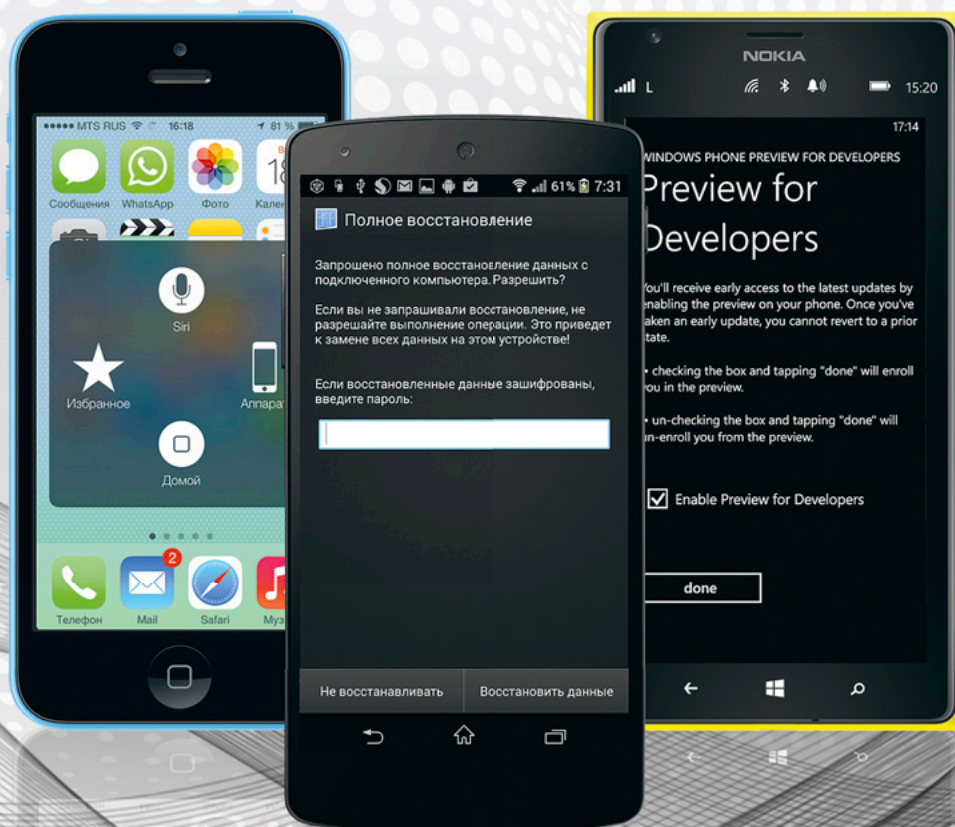 MTS RUS 16:18 81 %
Сообщения WhatsApp Фото
Siri
Избранное
Домой
2
Телефон Mail Safari
61% 7:31
Полное восстановление
Запрошено полное восстановление данных с
подключенного компьютера. Разрешить?
Если вы не запрашивали восстановление, не
разрешайте выполнение операции. Это приведет
к замене всех данных на этом устройстве!
Если восстановленные данные зашифрованы,
введите пароль:
Не восстанавливать Восстановить данные
NOKIA
L 15:20
17:14
WINDOWS PHONE PREVIEW FOR DEVELOPERS
Preview for
Developers
You'll receive early access to the latest updates by
enabling the preview on your phone. Once you've
taken an early update, you cannot revert to a prior
state.
• checking the box and tapping "done" will enroll
you in the preview.
• un-checking the box and tapping "done" will
un-enroll you from the preview.
Enable Preview for Developers
done